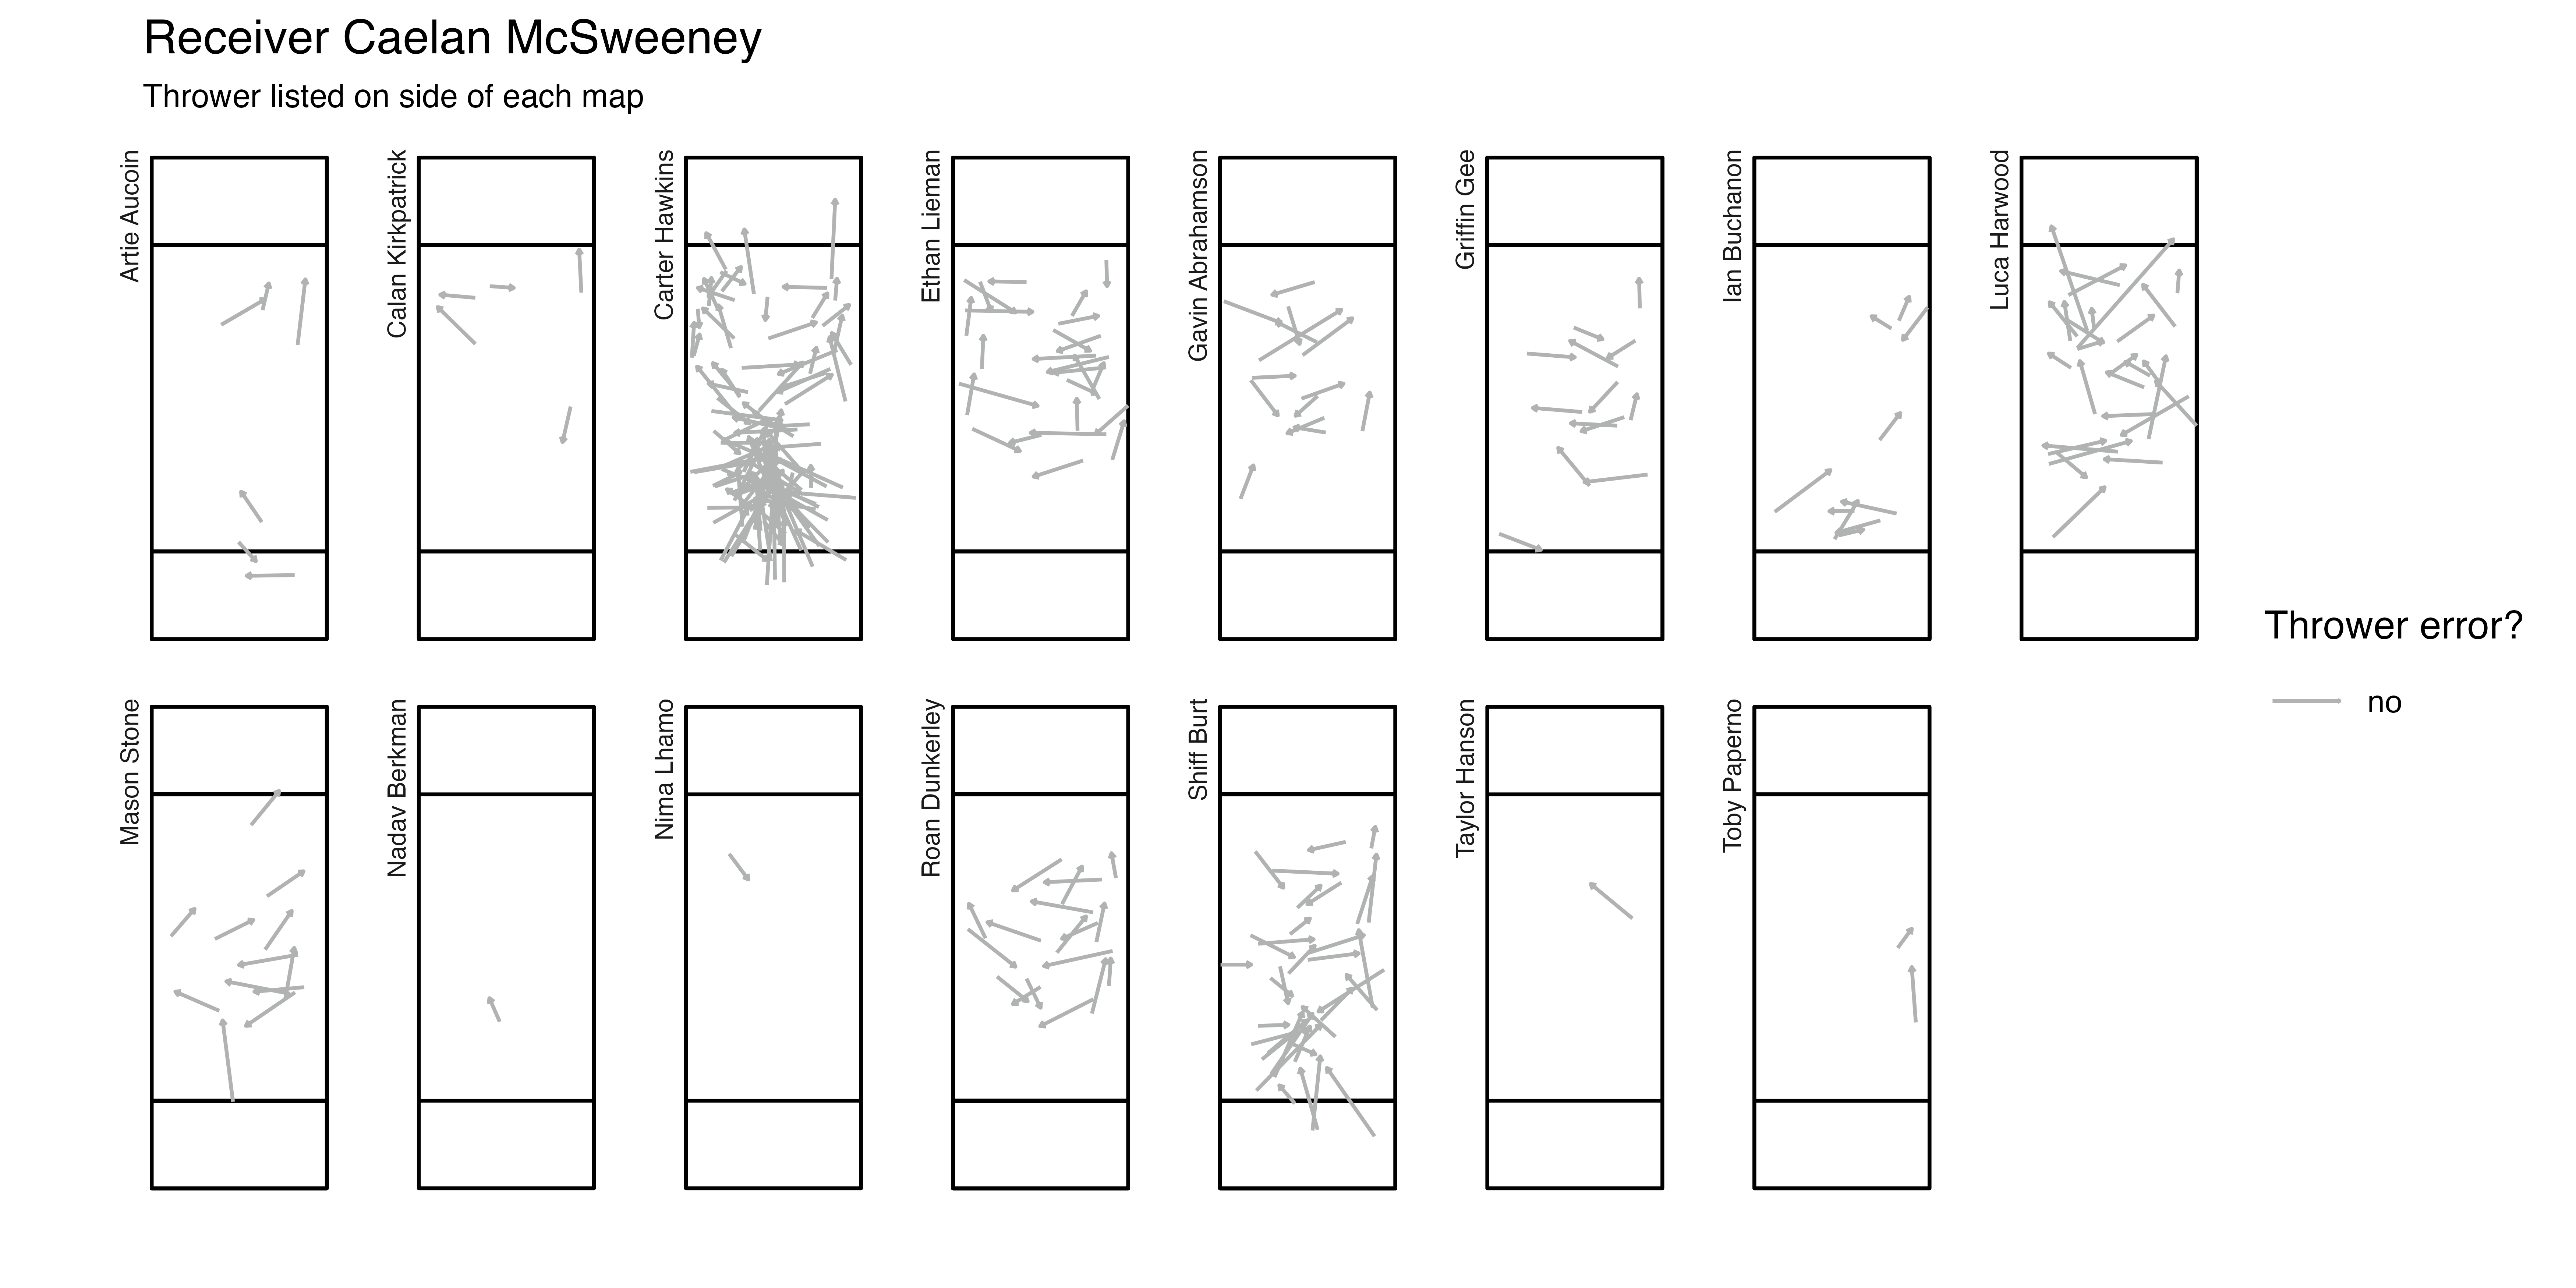 Receiver Caelan McSweeney
Thrower listed on side of each map
Artie Aucoin
Calan Kirkpatrick
Carter Hawkins
Ethan Lieman
Gavin Abrahamson
Griffin Gee
Ian Buchanon
Luca Harwood
Thrower error?
no
Mason Stone
Nadav Berkman
Nima Lhamo
Roan Dunkerley
Shiff Burt
Taylor Hanson
Toby Paperno